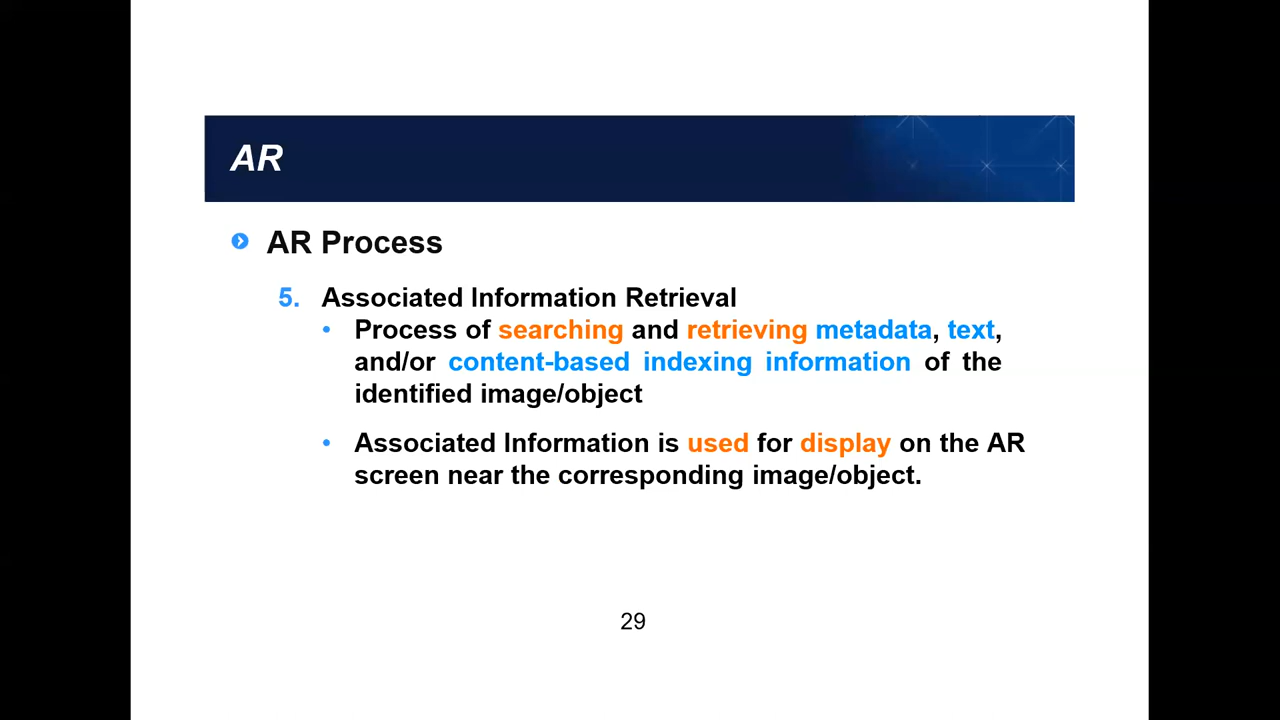 AR
AR Process
5. Associated Information Retrieval
• Process of searching and retrieving metadata, text,
and/or content-based indexing information of the
identified image/object
• Associated Information is used for display on the AR
screen near the corresponding image/object.
29